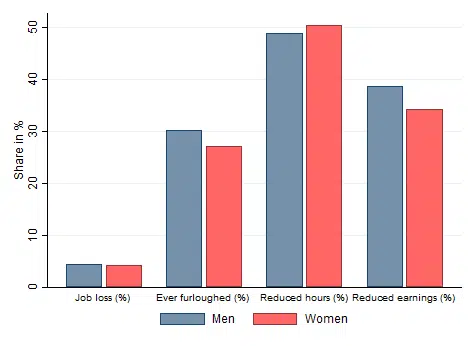 Share in %
50
40
30
20
10
0
Job loss (%) Ever furloughed (%) Reduced hours (%) Reduced earnings (%)
Men Women